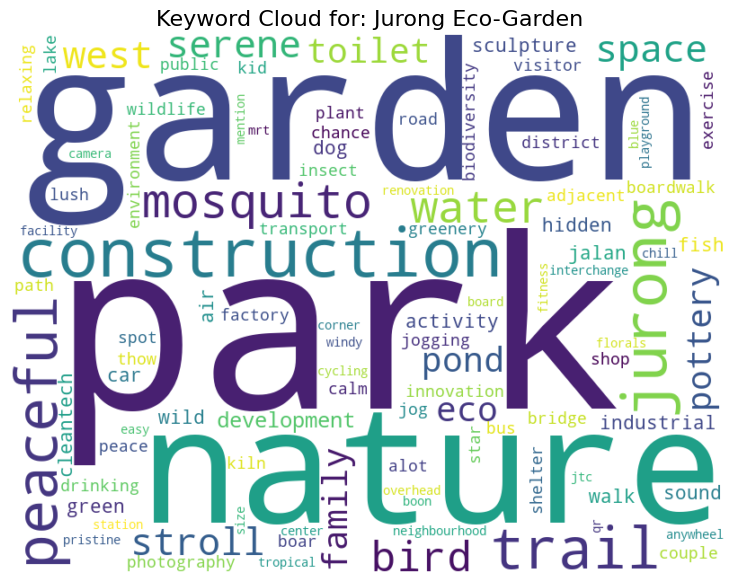 Keyword Cloud for: Jurong Eco-Garden
relaxing
lake
west
serene
toilet
sculpture
space
public
kid
visitor
garden
wildlife
environment
mention
mrt
plant
chance
dog
road
biodiversity
district
blue
playground
exercise
camera
insect
lush
mosquito
renovation
water
adjacent
boardwalk
facility
transport
greenery
hidden
jurong
construction
jalan
chill
fish
interchange
path
park
air
factory
corner
windy
board
activity
jogging
fitness
florals
shop
pottery
peaceful
spot
thow
car
cycling
calm
pond
innovation
cleantech
wild
development
jog
eco
bridge
industrial
easy
peace
nature
kiln
family
alot
star
bus
drinking
green
overhead
boon
shelter
jtc
walk
sound
station
size
pristine
stroll
center
boar
neighbourhood
bird
trail
qr
anywheel
photography
tropical
couple